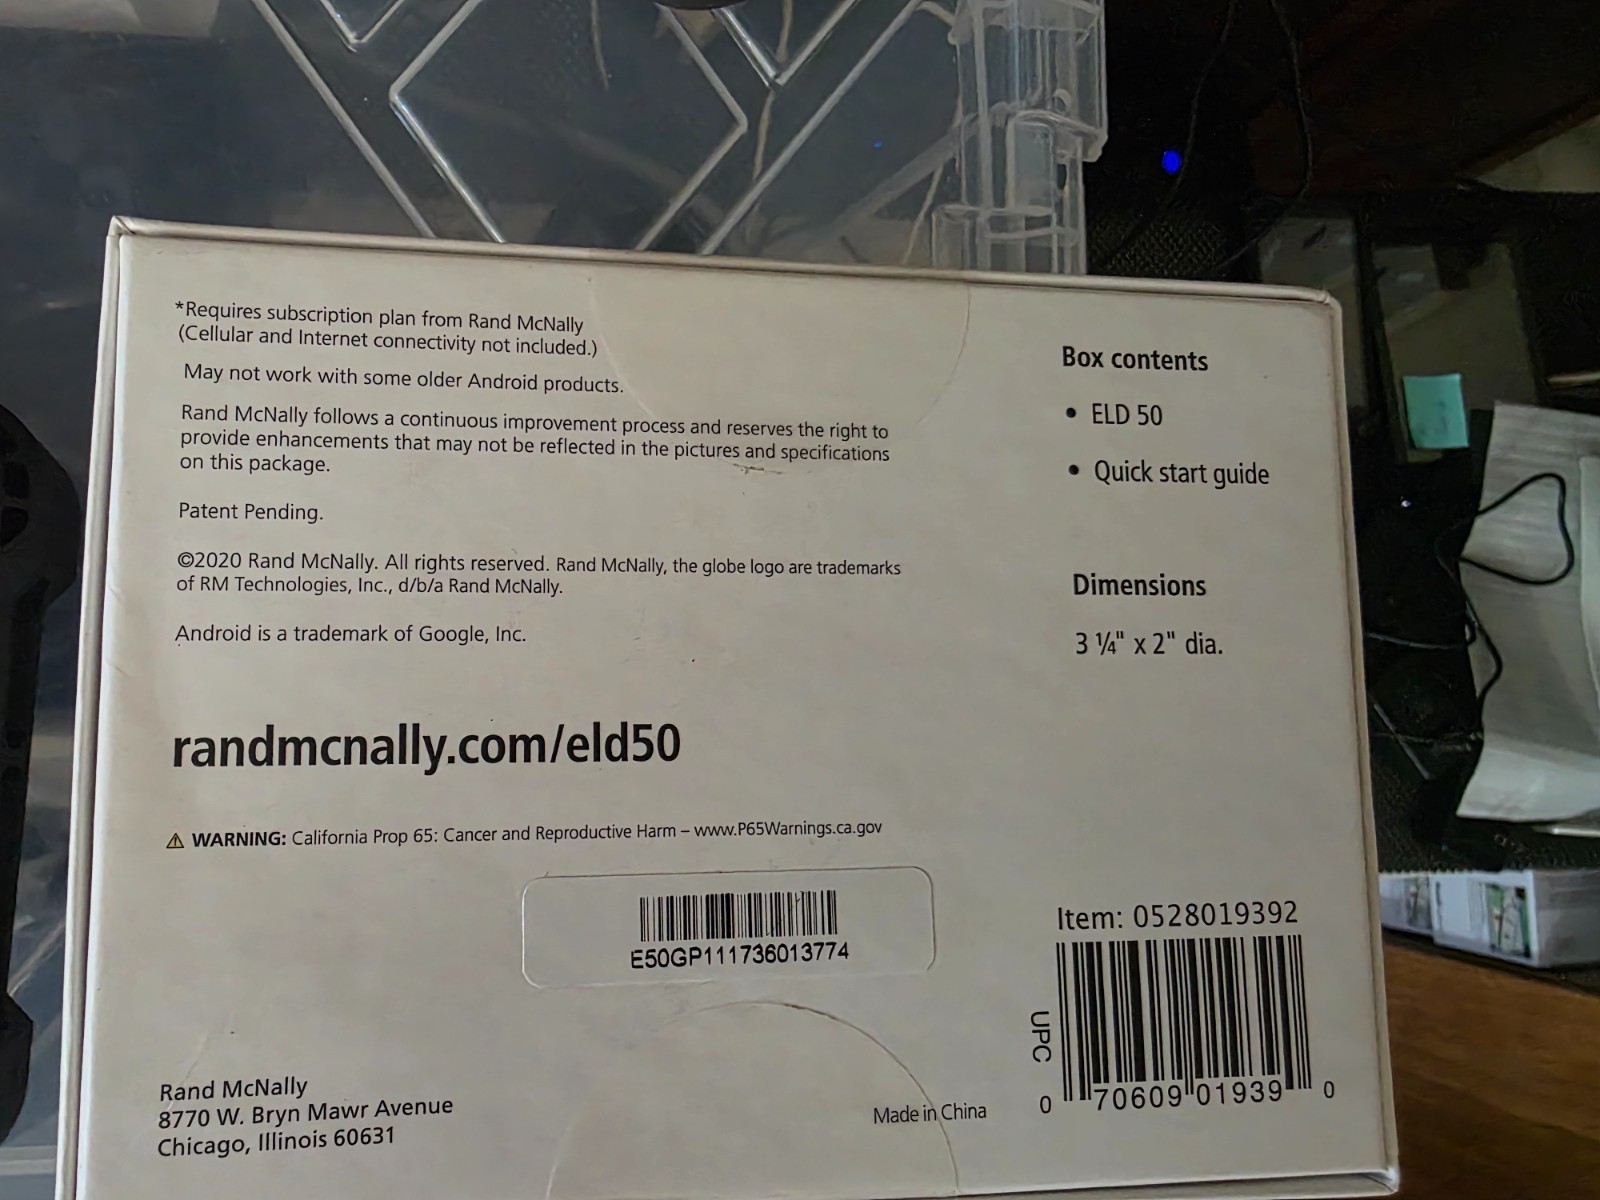 *Requires subscription plan from Rand McNally
(Cellular and Internet connectivity not included.)
May not work with some older Android products.
Rand McNally follows a continuous improvement process and reserves the right to
provide enhancements that may not be reflected in the pictures and specifications
on this package.
Patent Pending.
©2020 Rand McNally. All rights reserved. Rand McNally, the globe logo are trademarks
of RM Technologies, Inc., d/b/a Rand McNally.
Android is a trademark of Google, Inc.
randmcnally.com/eld50
⚠ WARNING: California Prop 65: Cancer and Reproductive Harm – www.P65Warnings.ca.gov
E50GP111736013774
Rand McNally
8770 W. Bryn Mawr Avenue
Chicago, Illinois 60631
Made in China
Box contents
• ELD 50
• Quick start guide
Dimensions
3 ¼" x 2" dia.
Item: 0528019392
UPC
0 70609 01939 0